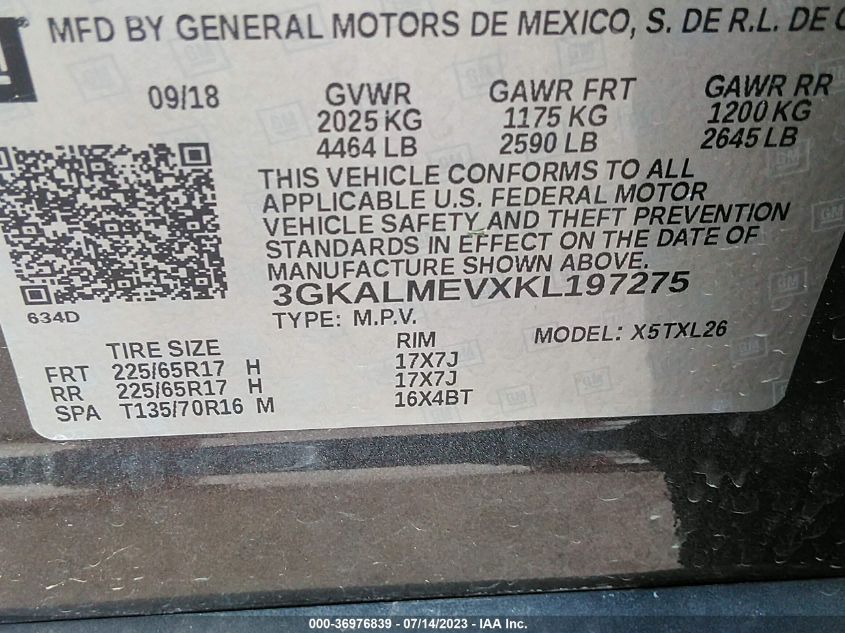 MFD BY GENERAL MOTORS DE MEXICO, S. DE R.L. DE
09/18 GVWR GAWR FRT GAWR RR
2025 KG 1175 KG 1200 KG
4464 LB 2590 LB 2645 LB
THIS VEHICLE CONFORMS TO ALL
APPLICABLE U.S. FEDERAL MOTOR
VEHICLE SAFETY AND THEFT PREVENTION
STANDARDS IN EFFECT ON THE DATE OF
MANUFACTURE SHOWN ABOVE.
3GKALMEVXKL197275
634D TYPE: M.P.V. MODEL: X5TXL26
TIRE SIZE RIM
FRT 225/65R17 H 17X7J
RR 225/65R17 H 17X7J
SPA T135/70R16 M 16X4BT
000-36976839 / 07/14/2023 - IAA Inc.